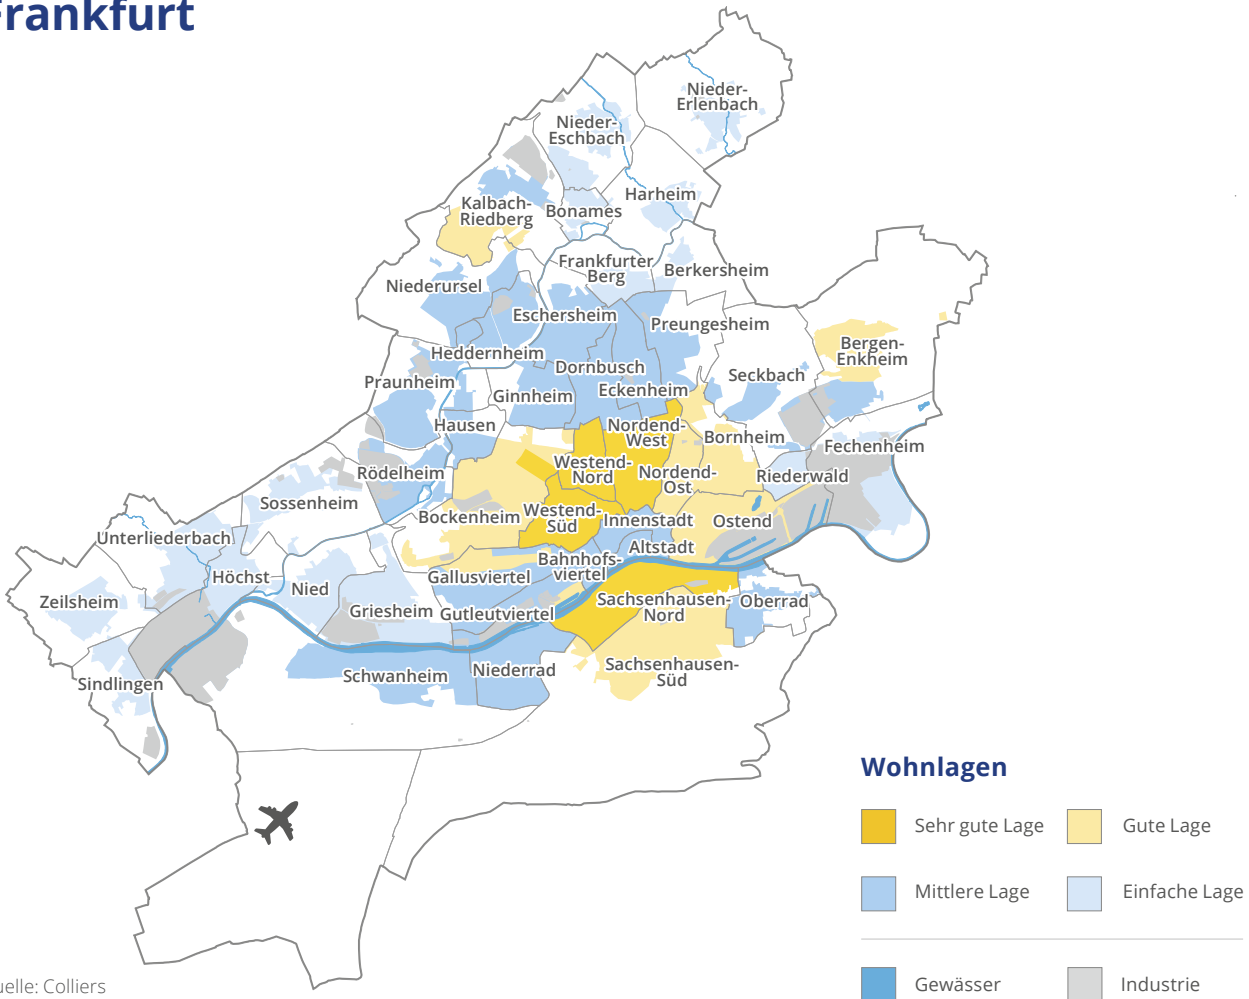 Frankfurt
Nieder-
Erlenbach
Nieder-
Eschbach
Harheim
Kalbach-
Riedberg
Bonames
Frankfurter
Berg
Berkersheim
Niederursel
Eschersheim
Preungesheim
Heddernheim
Bergen-
Enkheim
Dornbusch
Seckbach
Praunheim
Ginnheim
Eckenheim
Hausen
Nordend-
West
Bornheim
Fechenheim
Rödelheim
Westend-
Nord
Nordend-
Ost
Riederwald
Sossenheim
Bockenheim
Westend-
Süd
Innenstadt
Ostend
Unterliederbach
Altstadt
Bahnhofs-
viertel
Höchst
Nied
Gallusviertel
Zeilsheim
Griesheim
Gutleutviertel
Sachsenhausen-
Nord
Oberrad
Schwanheim
Niederrad
Sachsenhausen-
Süd
Sindlingen
Wohnlagen
Sehr gute Lage
Gute Lage
Mittlere Lage
Einfache Lage
Gewässer
Industrie
uelle: Colliers